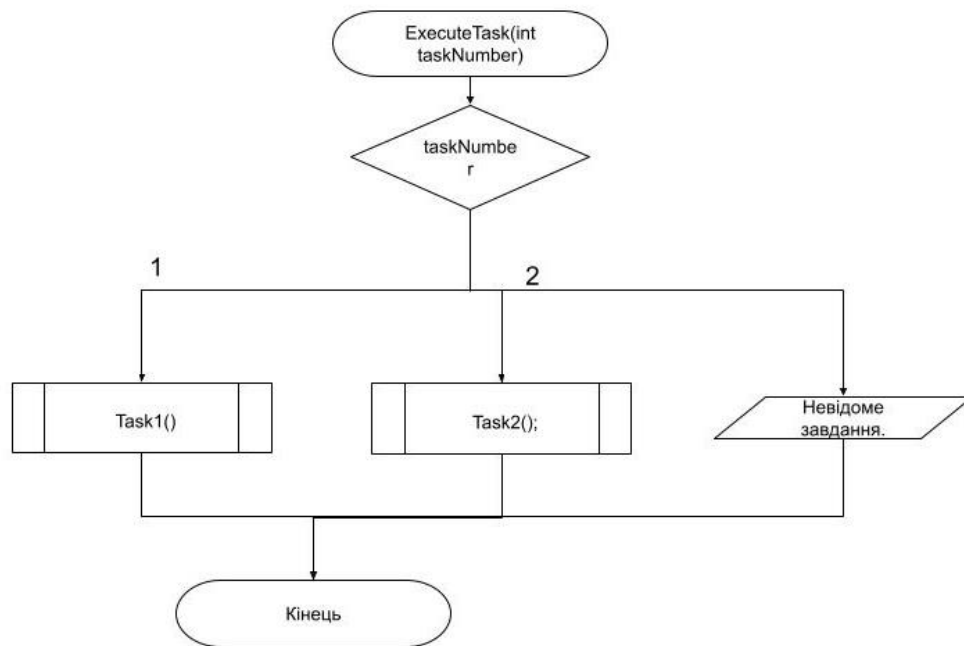 ExecuteTask(int
taskNumber)
taskNumbe
r
1
2
Task1()
Task2();
Невідоме
завдання.
Кінець